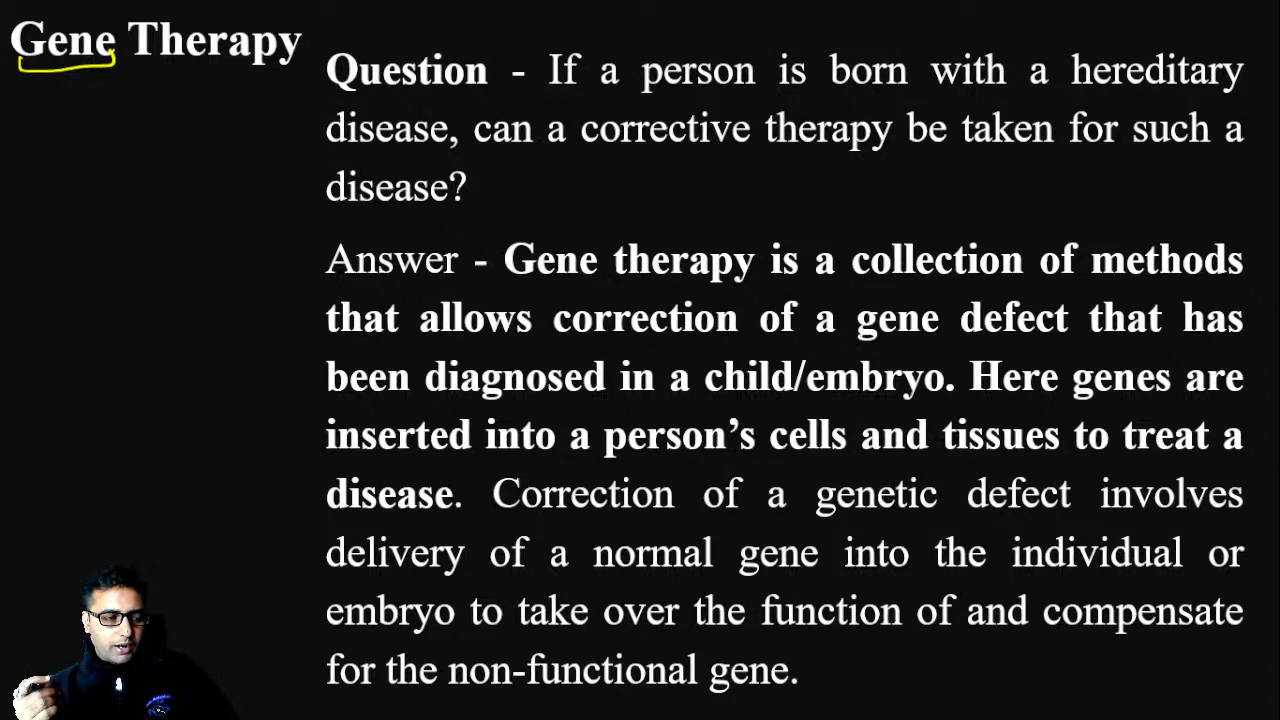 Gene Therapy
Question - If a person is born with a hereditary
disease, can a corrective therapy be taken for such a
disease?
Answer - Gene therapy is a collection of methods
that allows correction of a gene defect that has
been diagnosed in a child/embryo. Here genes are
inserted into a person’s cells and tissues to treat a
disease. Correction of a genetic defect involves
delivery of a normal gene into the individual or
embryo to take over the function of and compensate
for the non-functional gene.